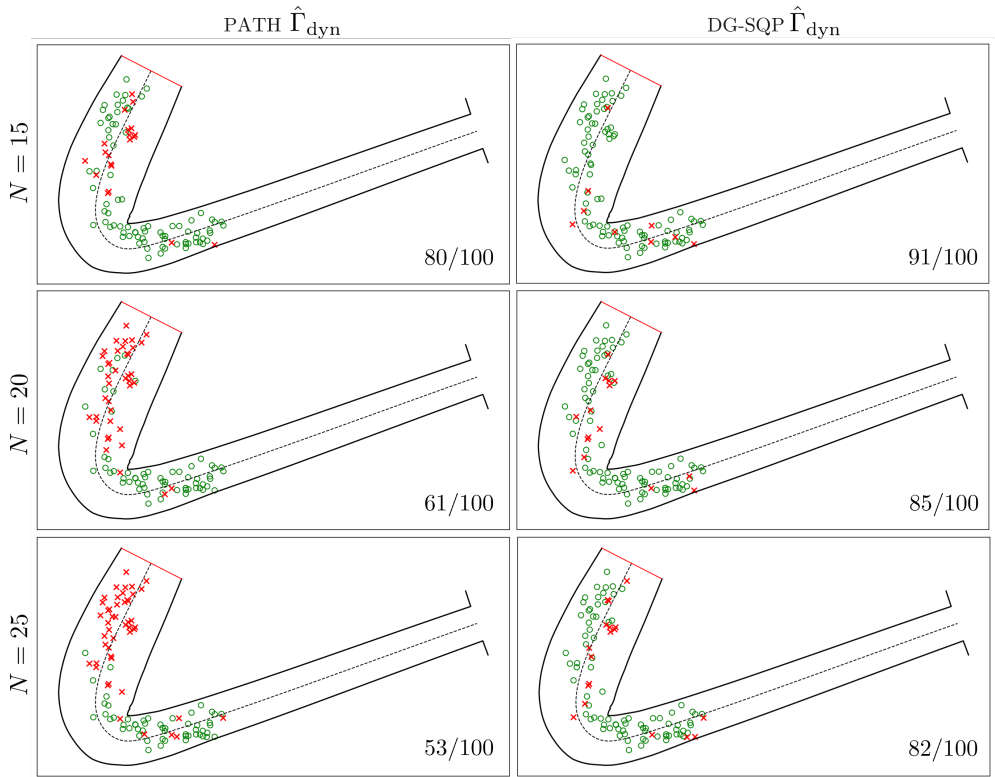 PATH Γ̂dyn
DG-SQP Γ̂dyn
N = 15
80/100
91/100
N = 20
61/100
85/100
N = 25
53/100
82/100